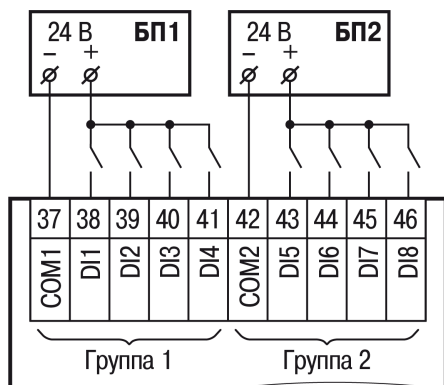 24 В БП1
– +
24 В БП2
– +
37 38 39 40 41 42 43 44 45 46
COM1 DI1 DI2 DI3 DI4 COM2 DI5 DI6 DI7 DI8
Группа 1 Группа 2